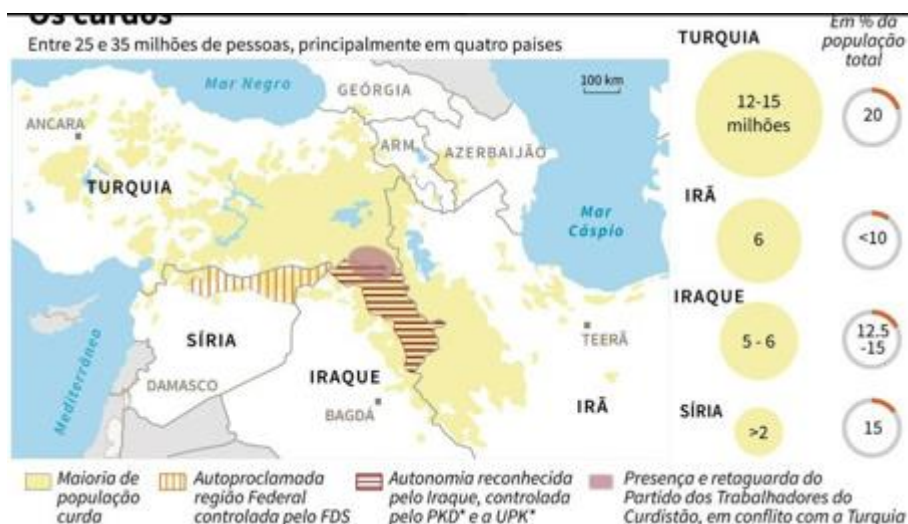 Os curdos
Entre 25 e 35 milhões de pessoas, principalmente em quatro países
Mar Negro
GEÓRGIA
100 km
ANCARA
ARM.
AZERBAIJÃO
TURQUIA
Mar
Cáspio
SÍRIA
TEERÃ
Mediterrâneo
DAMASCO
IRAQUE
BAGDÁ
IRÃ
Em % da
população
total
TURQUIA
12-15
milhões
20
IRÃ
6
<10
IRAQUE
5 - 6
12.5
-15
SÍRIA
>2
15
Maioria de
população
curda
Autoproclamada
região Federal
controlada pelo FDS
Autonomia reconhecida
pelo Iraque, controlada
pelo PKD* e a UPK*
Presença e retaguarda do
Partido dos Trabalhadores do
Curdistão, em conflito com a Turquia